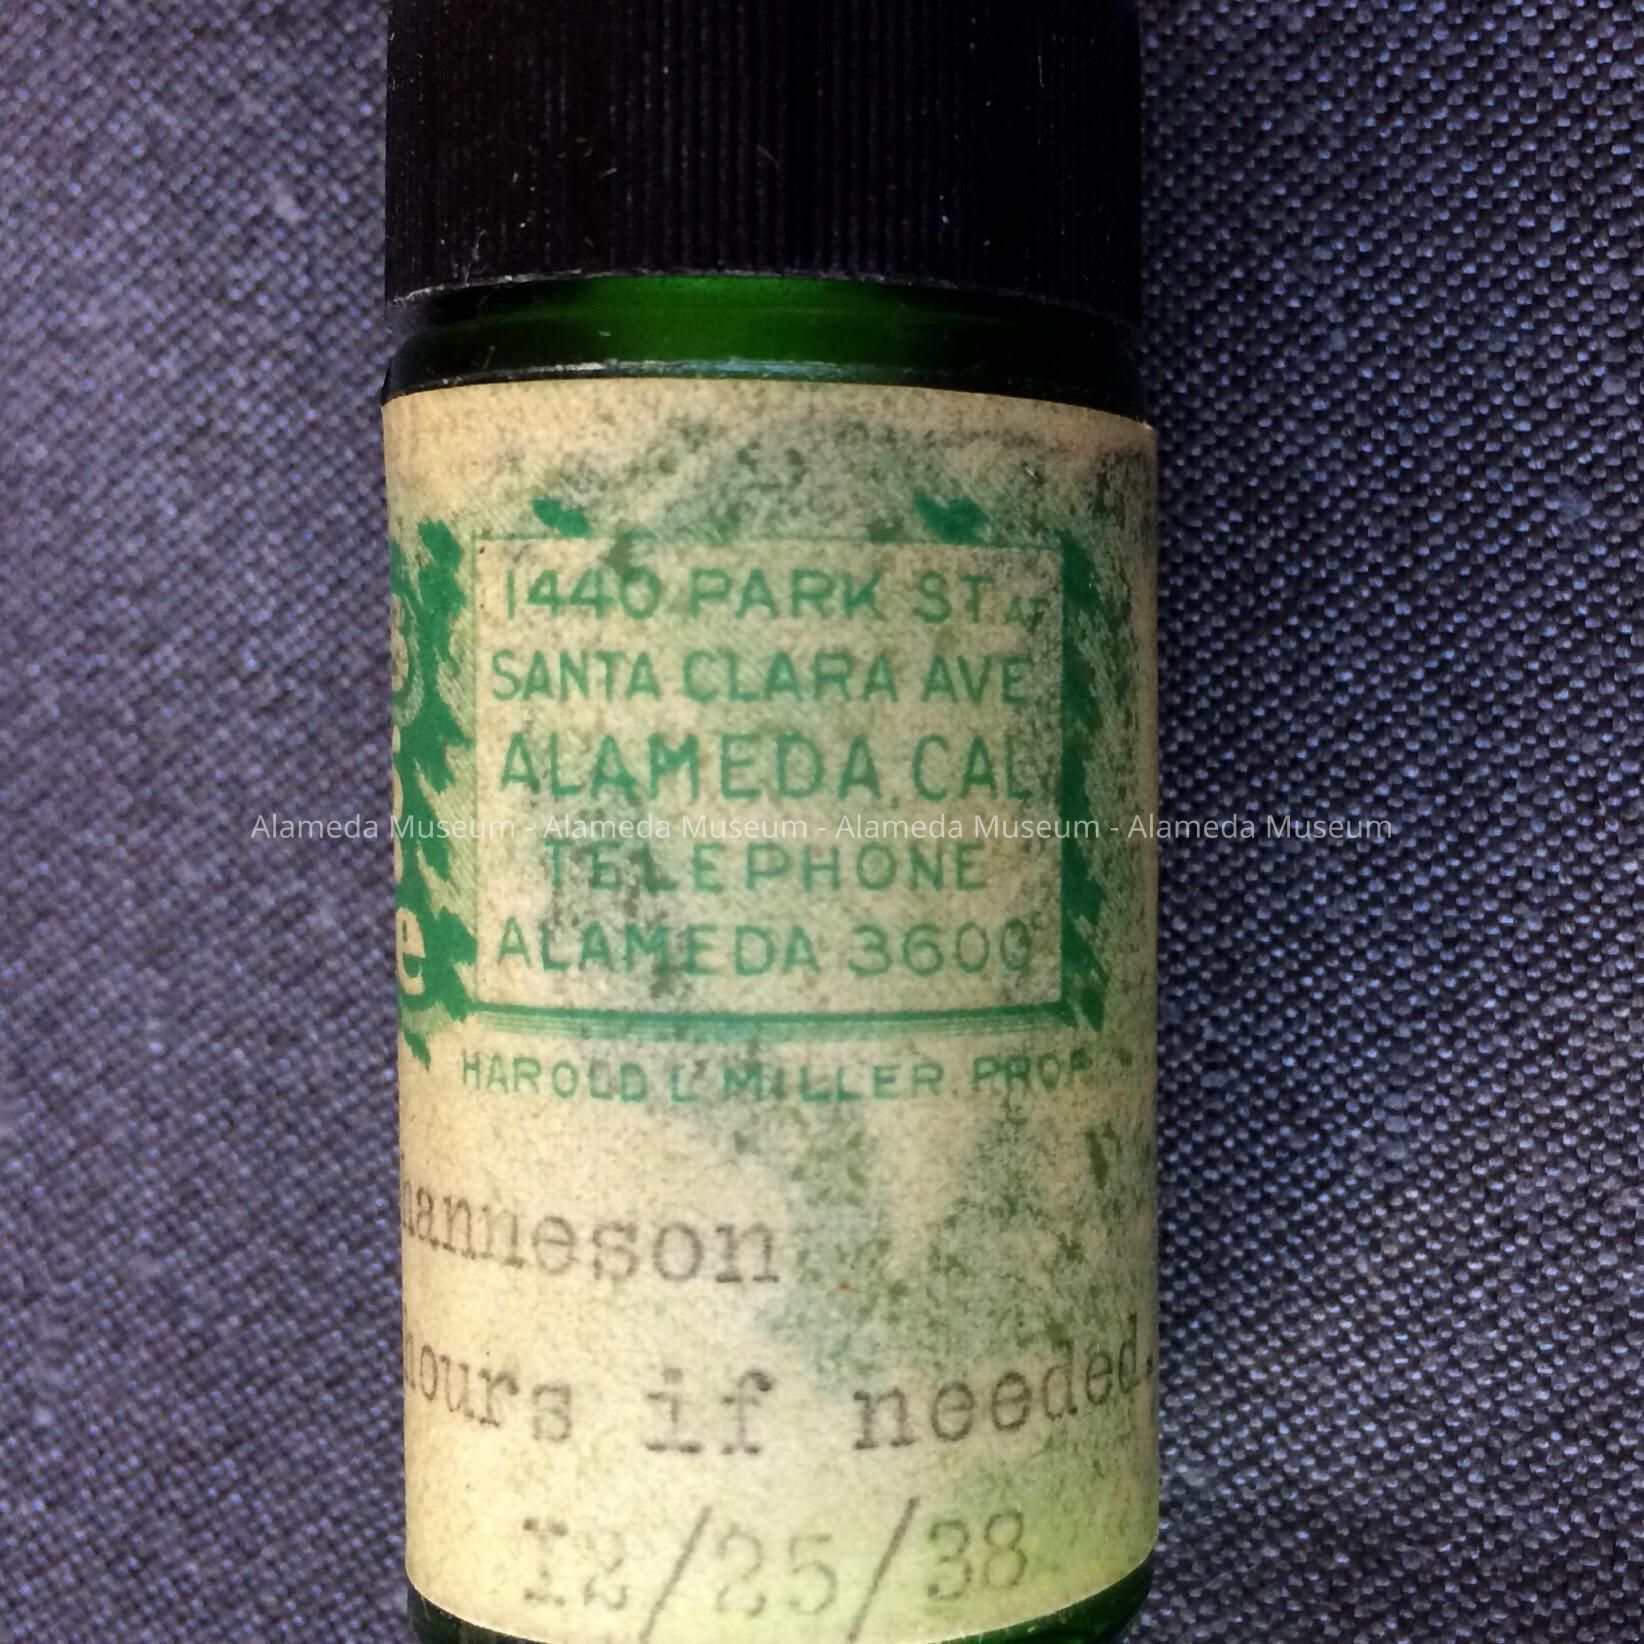 1440 PARK ST. AT
SANTA CLARA AVE.
ALAMEDA, CAL.
Alameda Museum - Alameda Museum - Alameda Museum - Alameda Museum
TELEPHONE
ALAMEDA 3600
HAROLD L MILLER. PROP.
hanneson
hours if needed.
I2/25/38